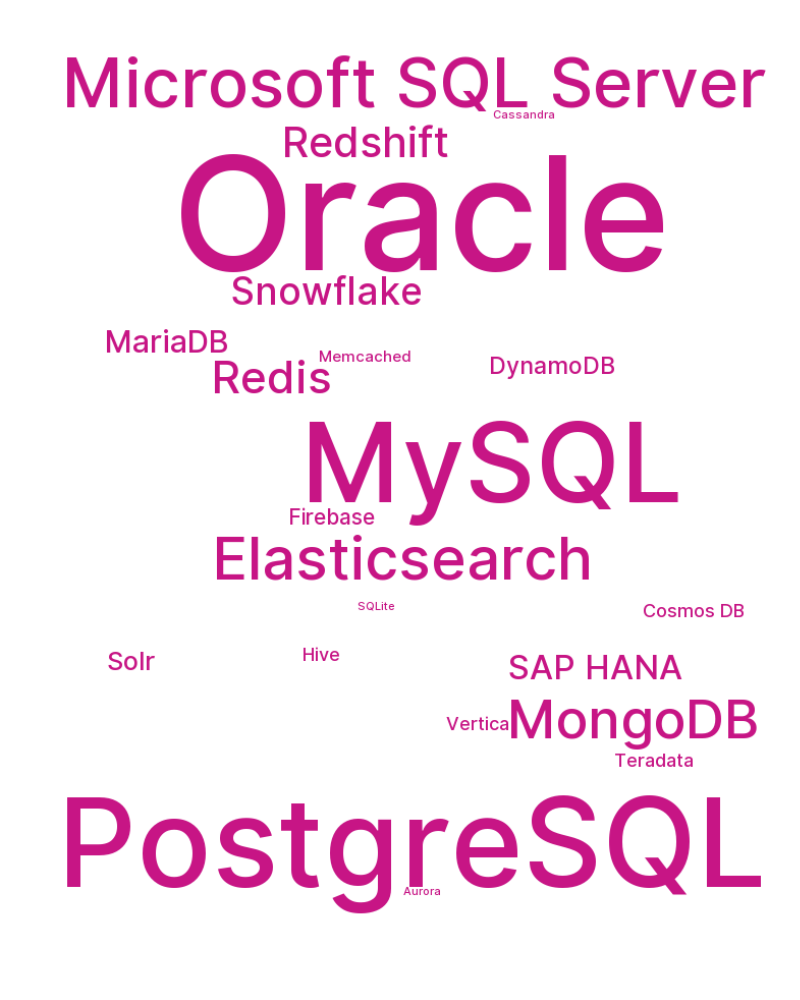 Microsoft SQL Server
Cassandra
Redshift
Oracle
Snowflake
MariaDB
Memcached
DynamoDB
Redis
MySQL
Firebase
Elasticsearch
SQLite
Cosmos DB
Hive
Solr
SAP HANA
MongoDB
Vertica
Teradata
PostgreSQL
Aurora